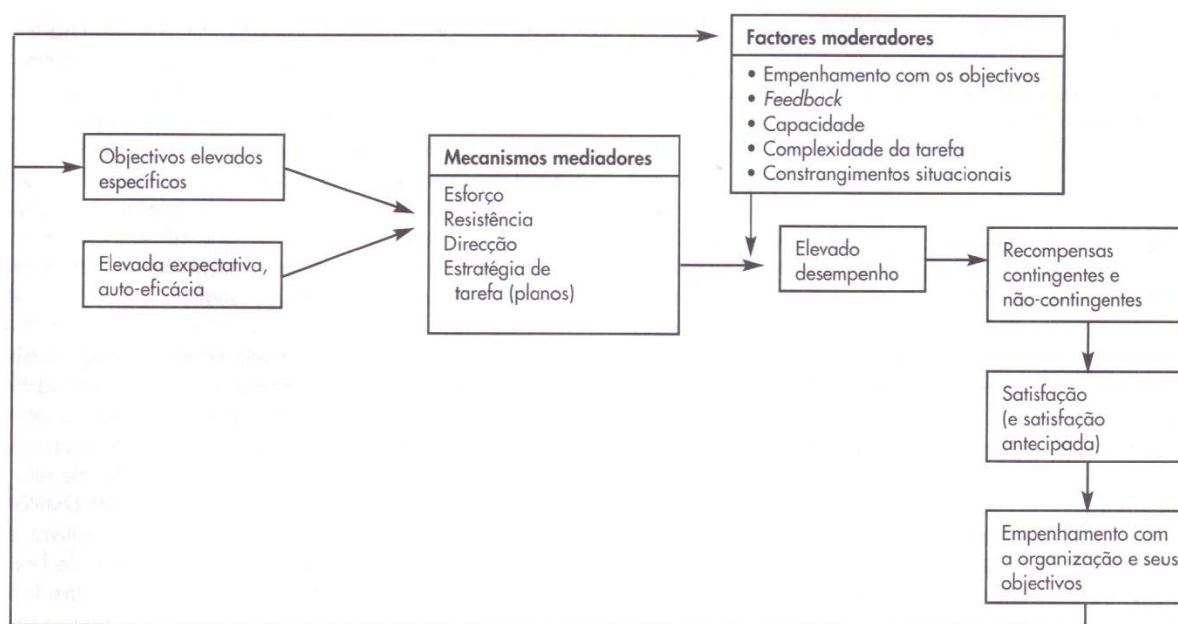 Factores moderadores
• Empenhamento com os objectivos
• Feedback
• Capacidade
• Complexidade da tarefa
• Constrangimentos situacionais
Objectivos elevados
específicos
Elevada expectativa,
auto-eficácia
Mecanismos mediadores
Esforço
Resistência
Direcção
Estratégia de
tarefa (planos)
Elevado
desempenho
Recompensas
contingentes e
não-contingentes
Satisfação
(e satisfação
antecipada)
Empenhamento com
a organização e seus
objectivos